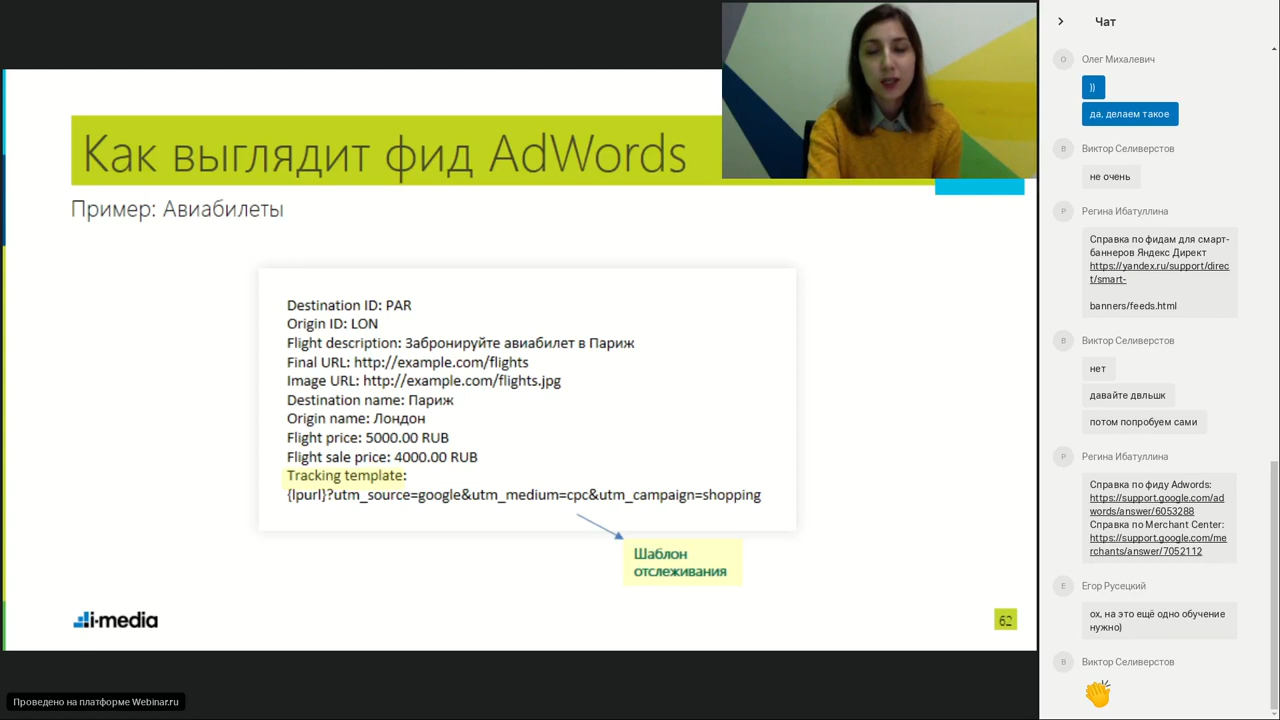 Как выглядит фид AdWords
Пример: Авиабилеты
Destination ID: PAR
Origin ID: LON
Flight description: Забронируйте авиабилет в Париж
Final URL: http://example.com/flights
Image URL: http://example.com/flights.jpg
Destination name: Париж
Origin name: Лондон
Flight price: 5000.00 RUB
Flight sale price: 4000.00 RUB
Tracking template:
{lpurl}?utm_source=google&utm_medium=cpc&utm_campaign=shopping
Шаблон
отслеживания
i-media
62
Проведено на платформе Webinar.ru
Чат
О
Олег Михалевич
))
да, делаем такое
В
Виктор Селиверстов
не очень
Р
Регина Ибатуллина
Справка по фидам для смарт-
баннеров Яндекс Директ
https://yandex.ru/support/direc
t/smart-
banners/feeds.html
В
Виктор Селиверстов
нет
давайте двльшк
потом попробуем сами
Р
Регина Ибатуллина
Справка по фиду Adwords:
https://support.google.com/ad
words/answer/6053288
Справка по Merchant Center:
https://support.google.com/me
rchants/answer/7052112
Е
Егор Русецкий
ох, на это ещё одно обучение
нужно)
В
Виктор Селиверстов